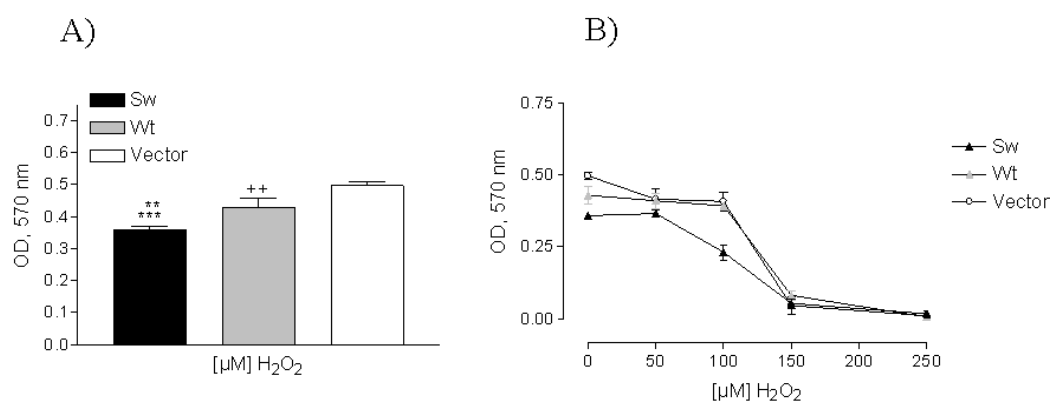 A)
Sw
Wt
Vector
0.7
0.6
0.5
0.4
0.3
0.2
0.1
0.0
OD, 570 nm
**
***
++
[µM] H₂O₂
B)
0.75
0.50
0.25
0.00
OD, 570 nm
Sw
Wt
Vector
0 50 100 150 200 250
[µM] H₂O₂